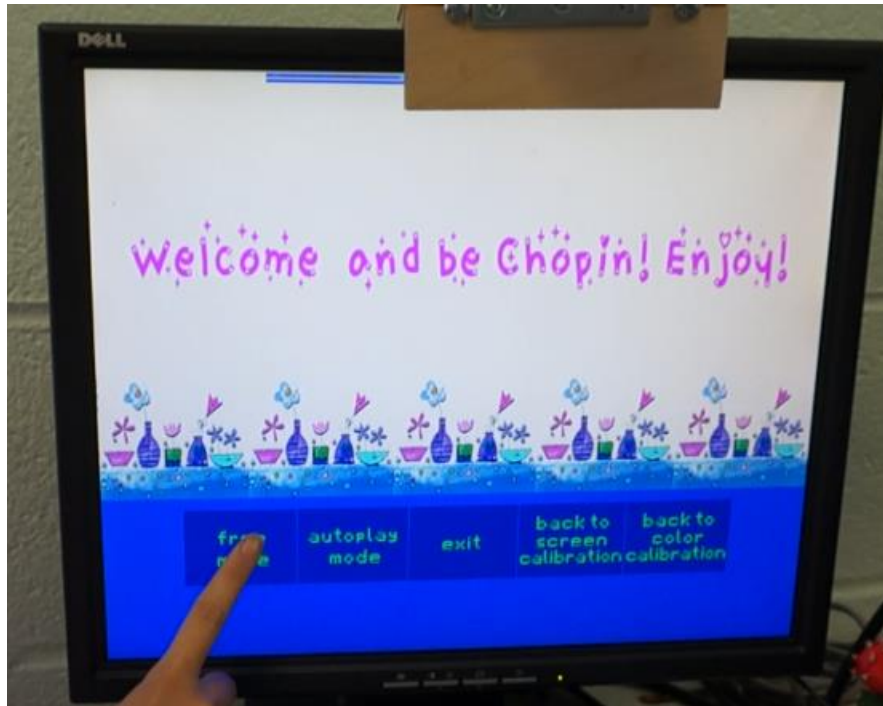 DELL
Welcome and be Chopin! Enjoy!
autoplay
mode
exit
back to
screen
calibration
back to
color
calibration